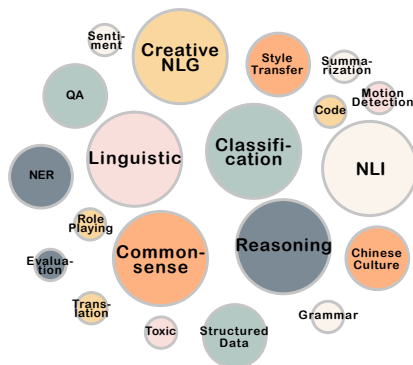 Senti-
ment
Creative
NLG
Style
Transfer
Summa-
rization
Motion
Detection
QA
Code
Linguistic
Classifi-
cation
NLI
NER
Role
Playing
Reasoning
Common-
sense
Chinese
Culture
Evalua-
tion
Trans-
lation
Toxic
Structured
Data
Grammar